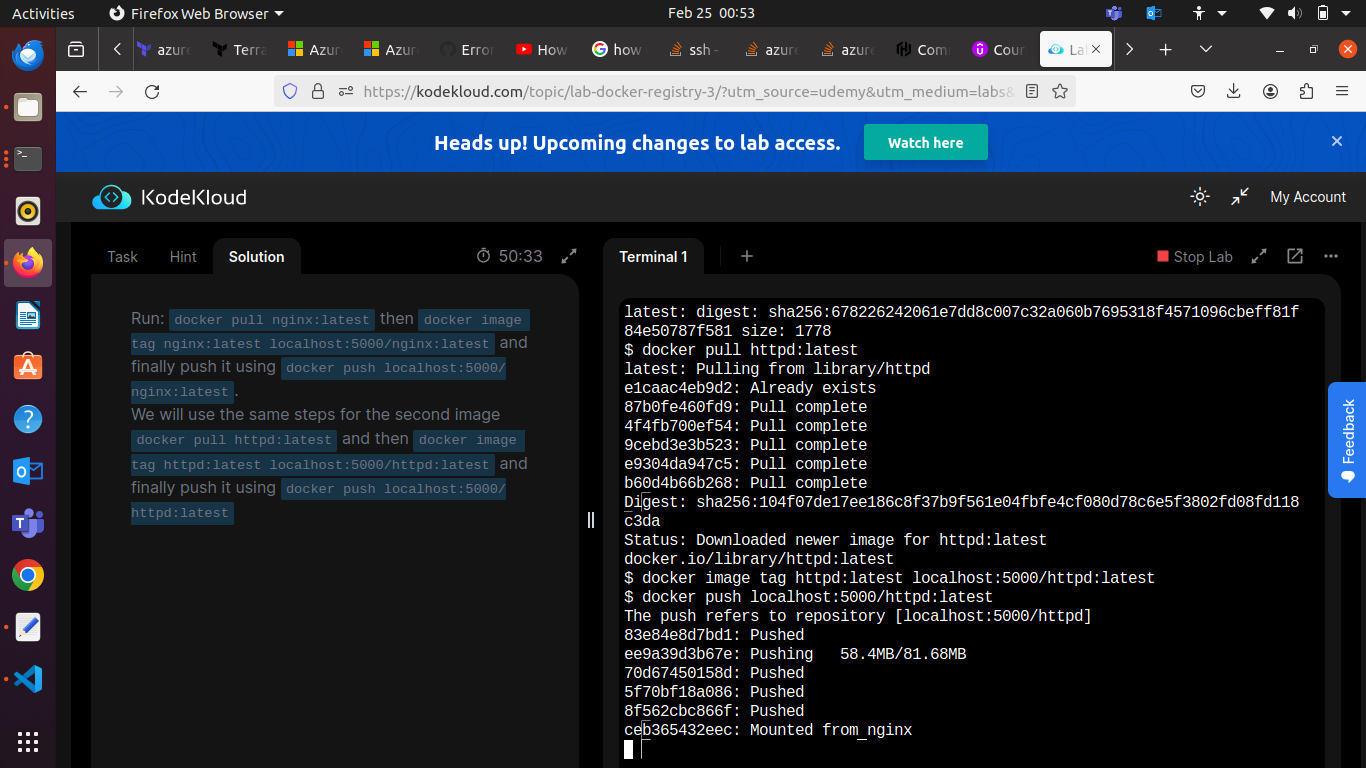 Activities
Firefox Web Browser
Feb 25 00:53
azure
Terra
Azur
Azur
Error
How
how
ssh -
azure
azure
Com
Cour
La
https://kodekloud.com/topic/lab-docker-registry-3/?utm_source=udemy&utm_medium=labs&
Heads up! Upcoming changes to lab access.
Watch here
KodeKloud
My Account
Task
Hint
Solution
50:33
Terminal 1
Stop Lab
Run: docker pull nginx:latest then docker image
tag nginx:latest localhost:5000/nginx:latest and
finally push it using docker push localhost:5000/
nginx:latest.
We will use the same steps for the second image
docker pull httpd:latest and then docker image
tag httpd:latest localhost:5000/httpd:latest and
finally push it using docker push localhost:5000/
httpd:latest
latest: digest: sha256:678226242061e7dd8c007c32a060b7695318f4571096cbeff81f
84e50787f581 size: 1778
$ docker pull httpd:latest
latest: Pulling from library/httpd
e1caac4eb9d2: Already exists
87b0fe460fd9: Pull complete
4f4fb700ef54: Pull complete
9cebd3e3b523: Pull complete
e9304da947c5: Pull complete
b60d4b66b268: Pull complete
Digest: sha256:104f07de17ee186c8f37b9f561e04fbfe4cf080d78c6e5f3802fd08fd118
c3da
Status: Downloaded newer image for httpd:latest
docker.io/library/httpd:latest
$ docker image tag httpd:latest localhost:5000/httpd:latest
$ docker push localhost:5000/httpd:latest
The push refers to repository [localhost:5000/httpd]
83e84e8d7bd1: Pushed
ee9a39d3b67e: Pushing 58.4MB/81.68MB
70d67450158d: Pushed
5f70bf18a086: Pushed
8f562cbc866f: Pushed
ceb365432eec: Mounted from nginx
Feedback